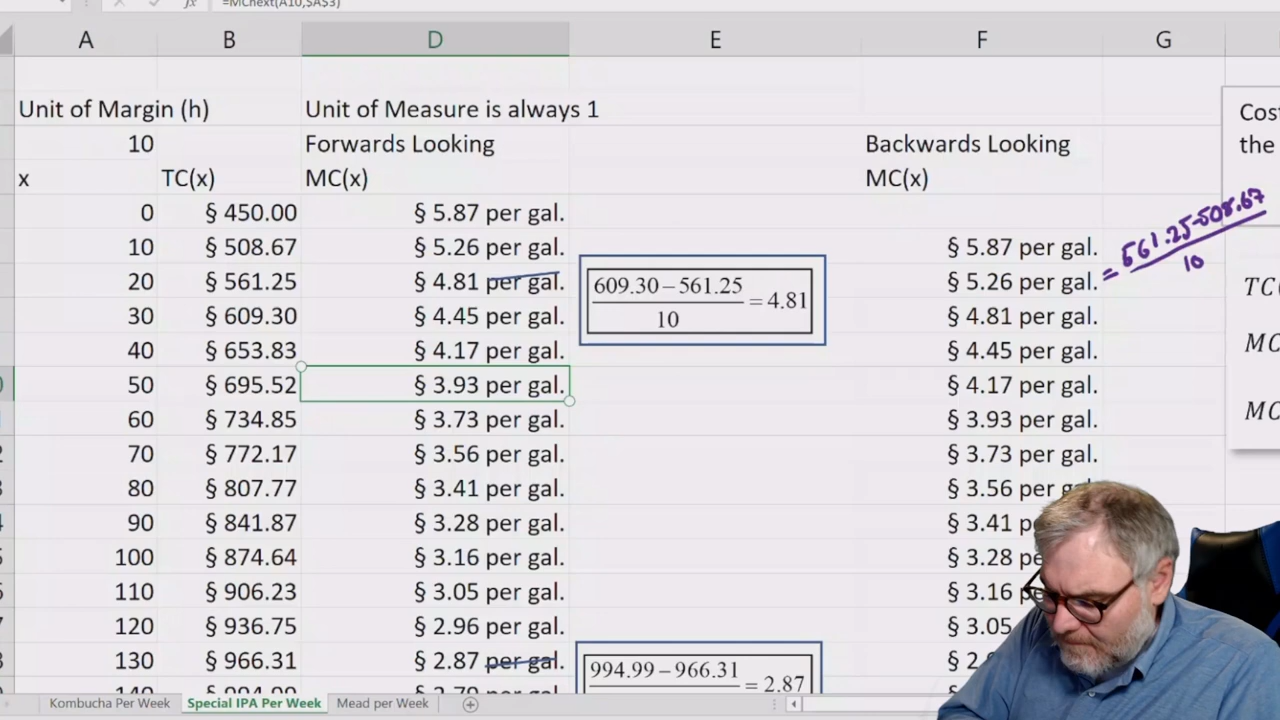 =MCnext(A10,$A$3)
A B D E F G
Unit of Margin (h) Unit of Measure is always 1
10 Forwards Looking Backwards Looking Cos
the
x TC(x) MC(x) MC(x)
0 § 450.00 § 5.87 per gal.
10 § 508.67 § 5.26 per gal. § 5.87 per gal. = 561.25-508.67
10
20 § 561.25 § 4.81 per gal. 609.30 – 561.25 § 5.26 per gal. TC(
30 § 609.30 § 4.45 per gal. 10 = 4.81 § 4.81 per gal.
40 § 653.83 § 4.17 per gal. § 4.45 per gal. MC
50 § 695.52 § 3.93 per gal. § 4.17 per gal.
60 § 734.85 § 3.73 per gal. § 3.93 per gal. MC
70 § 772.17 § 3.56 per gal. § 3.73 per gal.
80 § 807.77 § 3.41 per gal. § 3.56 per g
90 § 841.87 § 3.28 per gal. § 3.41 p
100 § 874.64 § 3.16 per gal. § 3.28
110 § 906.23 § 3.05 per gal. § 3.16 p
120 § 936.75 § 2.96 per gal. § 3.05
130 § 966.31 § 2.87 per gal. 994.99 – 966.31 = 2.87 § 2
Kombucha Per Week Special IPA Per Week Mead per Week